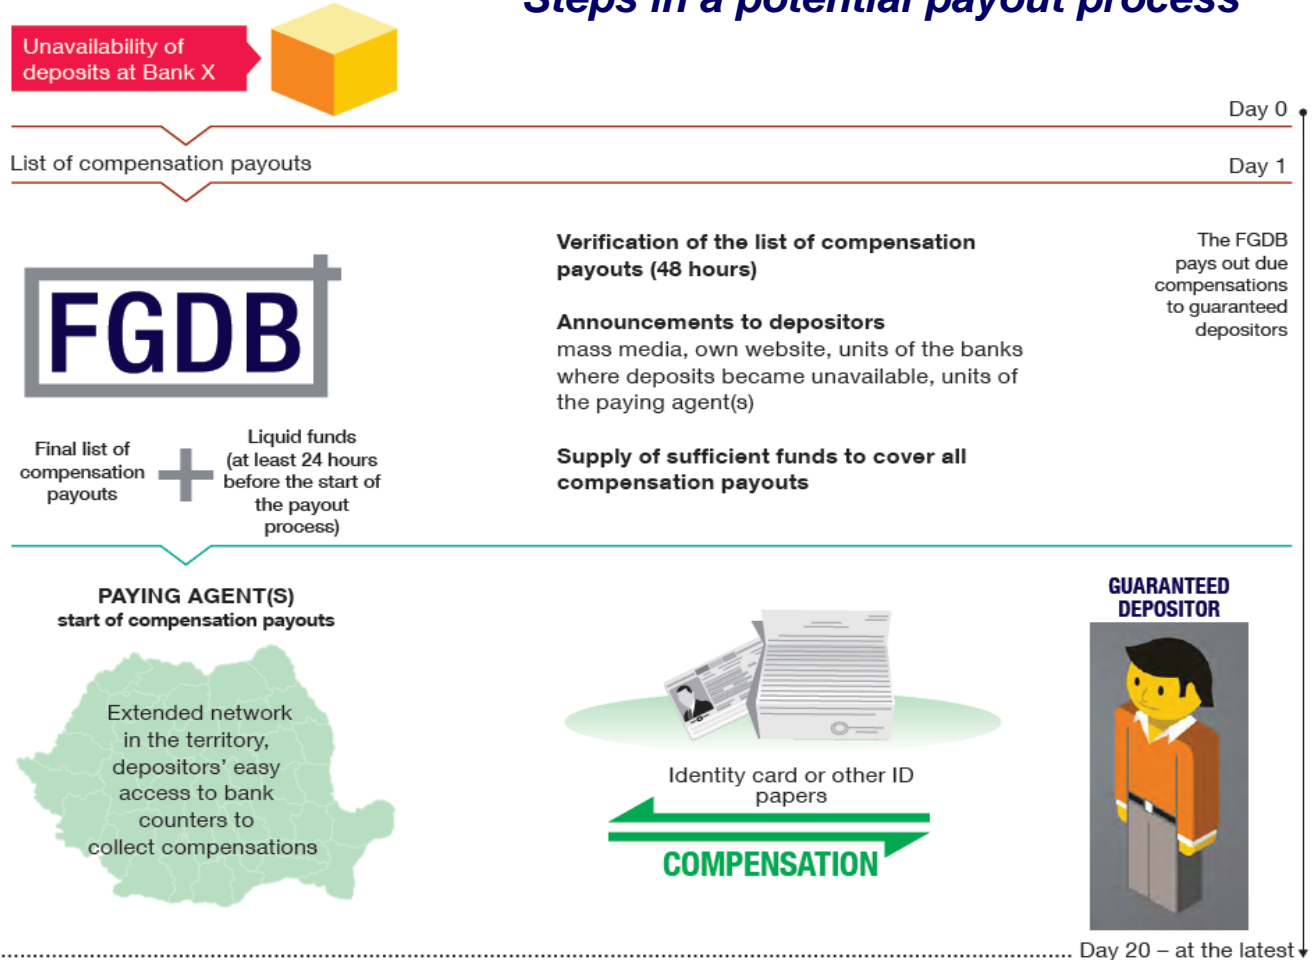 Steps in a potential payout process
Unavailability of
deposits at Bank X
Day 0
List of compensation payouts
Day 1
FGDB
Verification of the list of compensation
payouts (48 hours)
Announcements to depositors
mass media, own website, units of the banks
where deposits became unavailable, units of
the paying agent(s)
Supply of sufficient funds to cover all
compensation payouts
The FGDB
pays out due
compensations
to guaranteed
depositors
Final list of
compensation
payouts
Liquid funds
(at least 24 hours
before the start of
the payout
process)
PAYING AGENT(S)
start of compensation payouts
Extended network
in the territory,
depositors' easy
access to bank
counters to
collect compensations
Identity card or other ID
papers
COMPENSATION
GUARANTEED
DEPOSITOR
Day 20 – at the latest